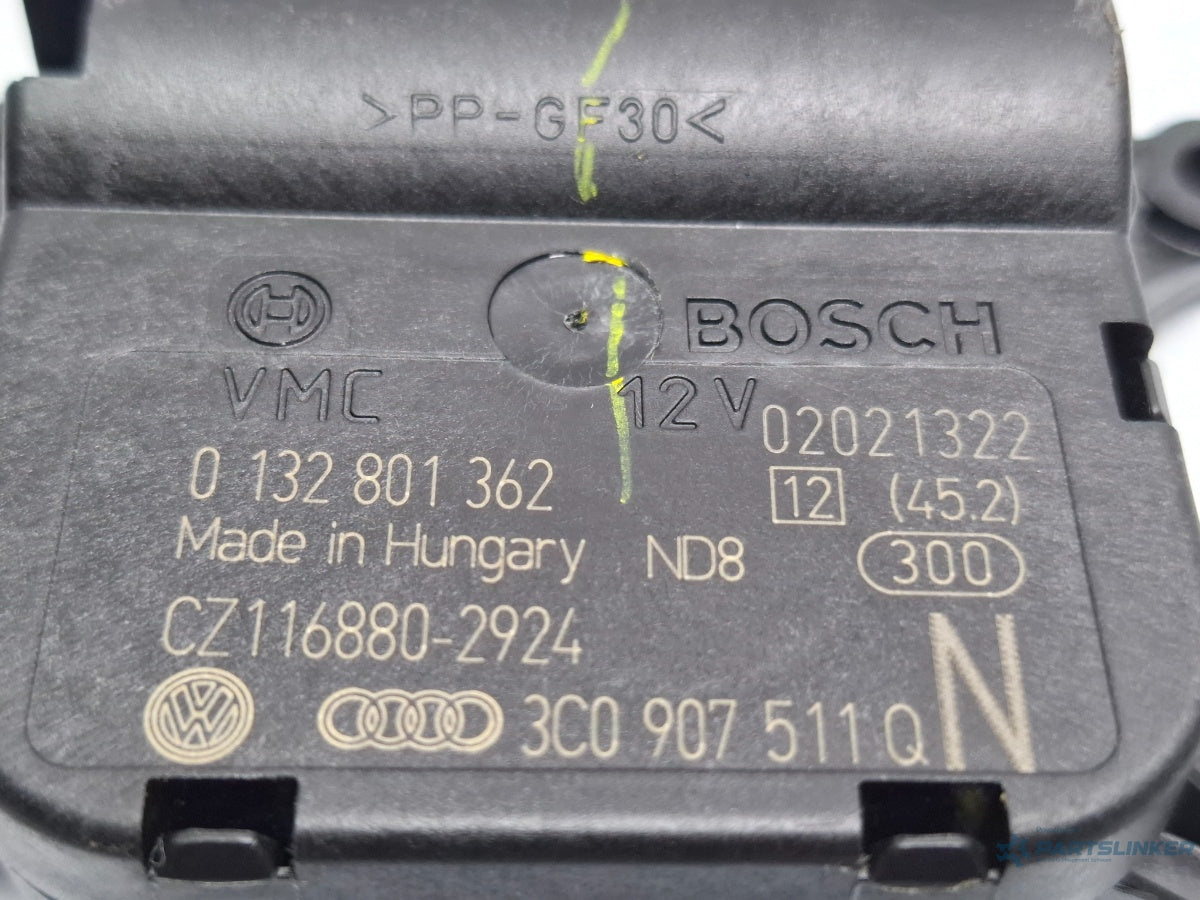 >PP-GF30<
BOSCH
VMC 12V
02021322
0 132 801 362
12 (45.2)
Made in Hungary ND8
300
CZ116880-2924
N
3C0 907 511 Q
PARTSLINKER